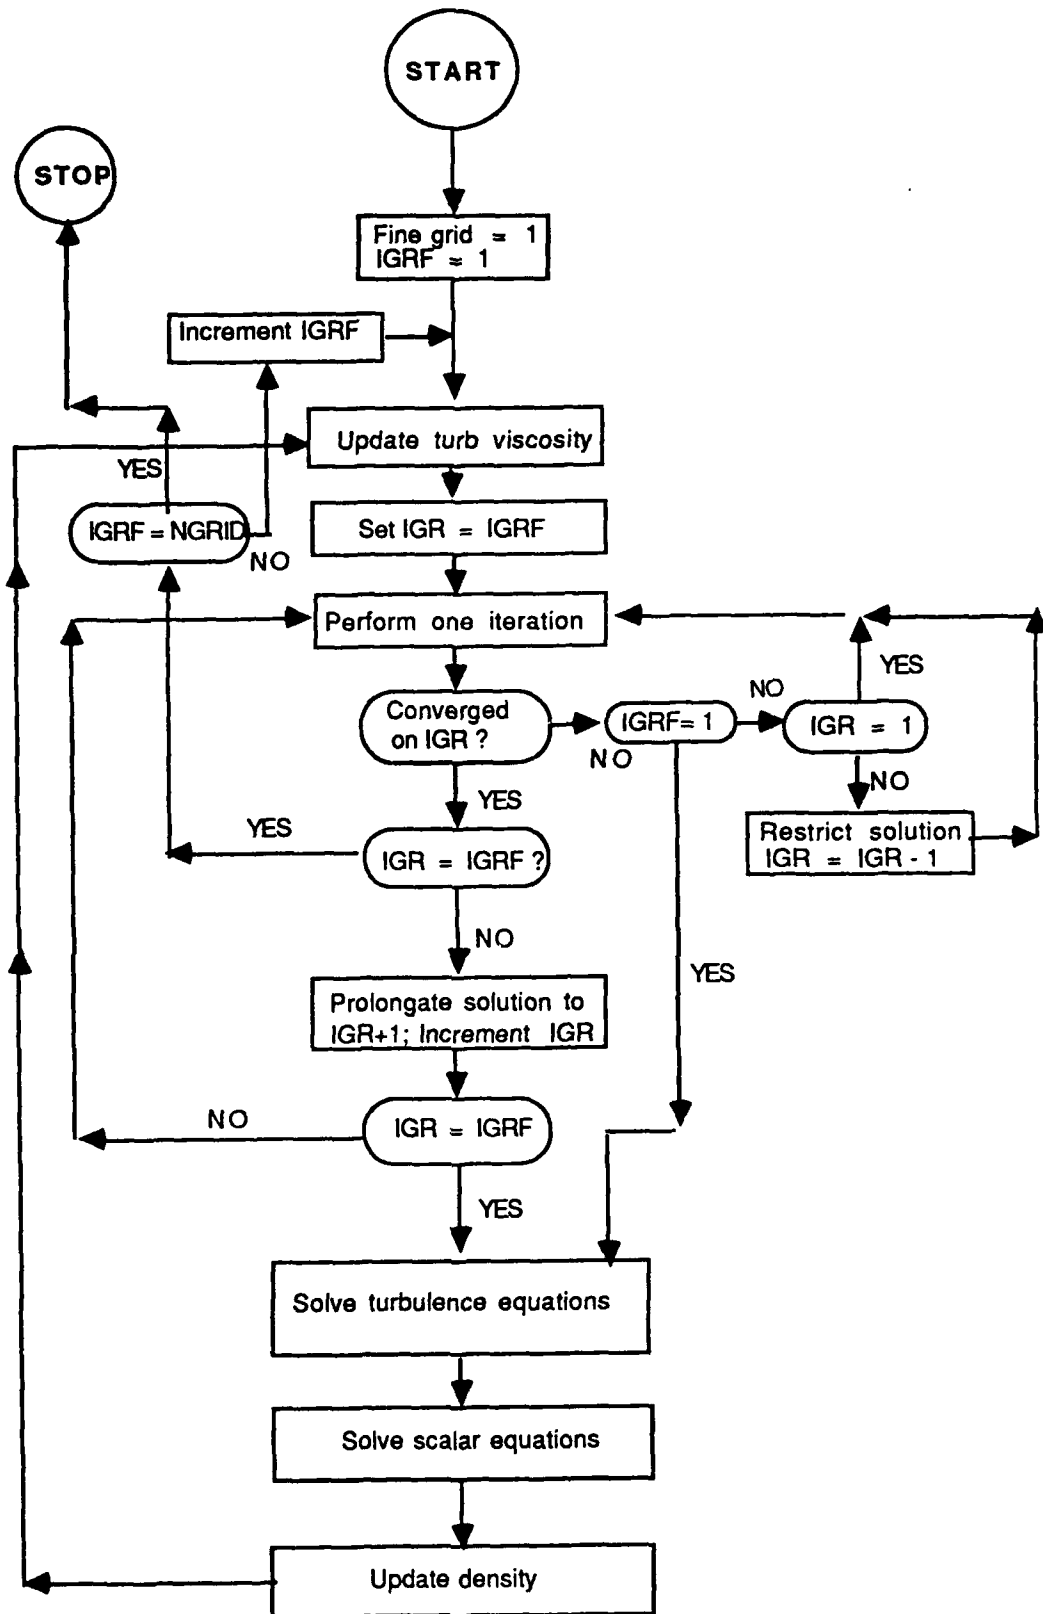 START
STOP
Fine grid = 1
IGRF = 1
Increment IGRF
Update turb viscosity
YES
IGRF = NGRID
NO
Set IGR = IGRF
Perform one iteration
YES
NO
Converged
on IGR ?
IGRF= 1
IGR = 1
NO
NO
YES
YES
Restrict solution
IGR = IGR - 1
IGR = IGRF ?
NO
YES
Prolongate solution to
IGR+1; Increment IGR
NO
IGR = IGRF
YES
Solve turbulence equations
Solve scalar equations
Update density